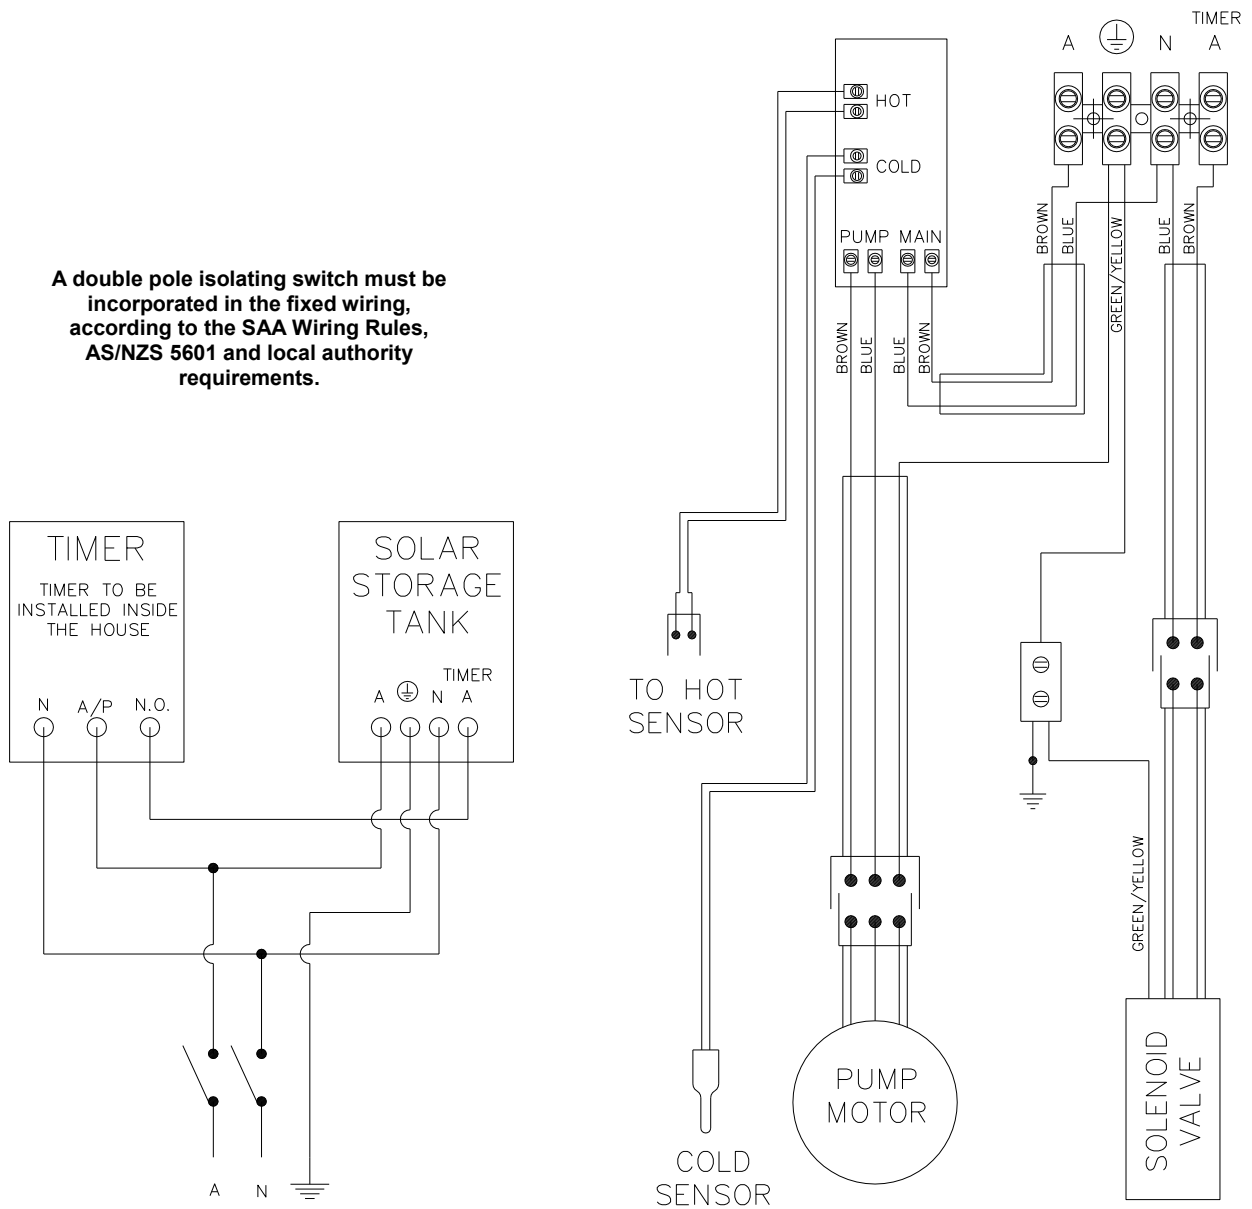 A double pole isolating switch must be
incorporated in the fixed wiring,
according to the SAA Wiring Rules,
AS/NZS 5601 and local authority
requirements.
TIMER
TIMER TO BE
INSTALLED INSIDE
THE HOUSE
N A/P N.O.
SOLAR
STORAGE
TANK
TIMER
A N A
A N
HOT
COLD
PUMP MAIN
BROWN
BLUE
BLUE
BROWN
TIMER
A N A
BROWN
BLUE
GREEN/YELLOW
BLUE
BROWN
TO HOT
SENSOR
COLD
SENSOR
PUMP
MOTOR
GREEN/YELLOW
SOLENOID
VALVE